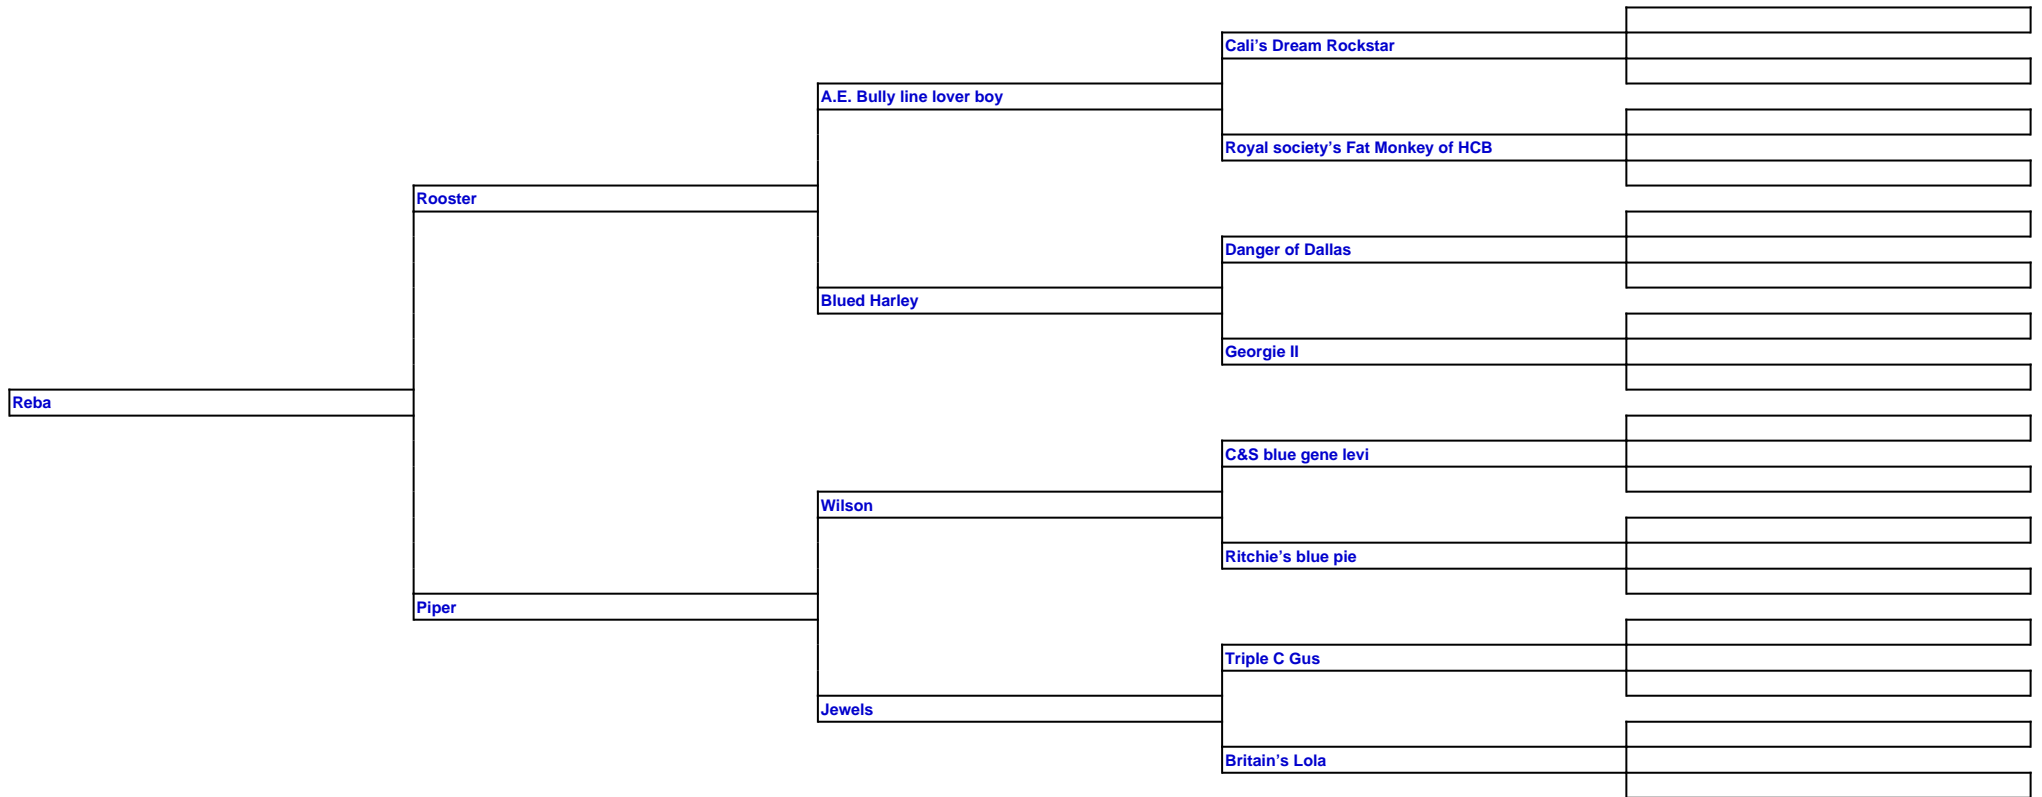 Cali’s Dream Rockstar
A.E. Bully line lover boy
Royal society’s Fat Monkey of HCB
Rooster
Danger of Dallas
Blued Harley
Georgie II
Reba
C&S blue gene levi
Wilson
Ritchie’s blue pie
Piper
Triple C Gus
Jewels
Britain’s Lola